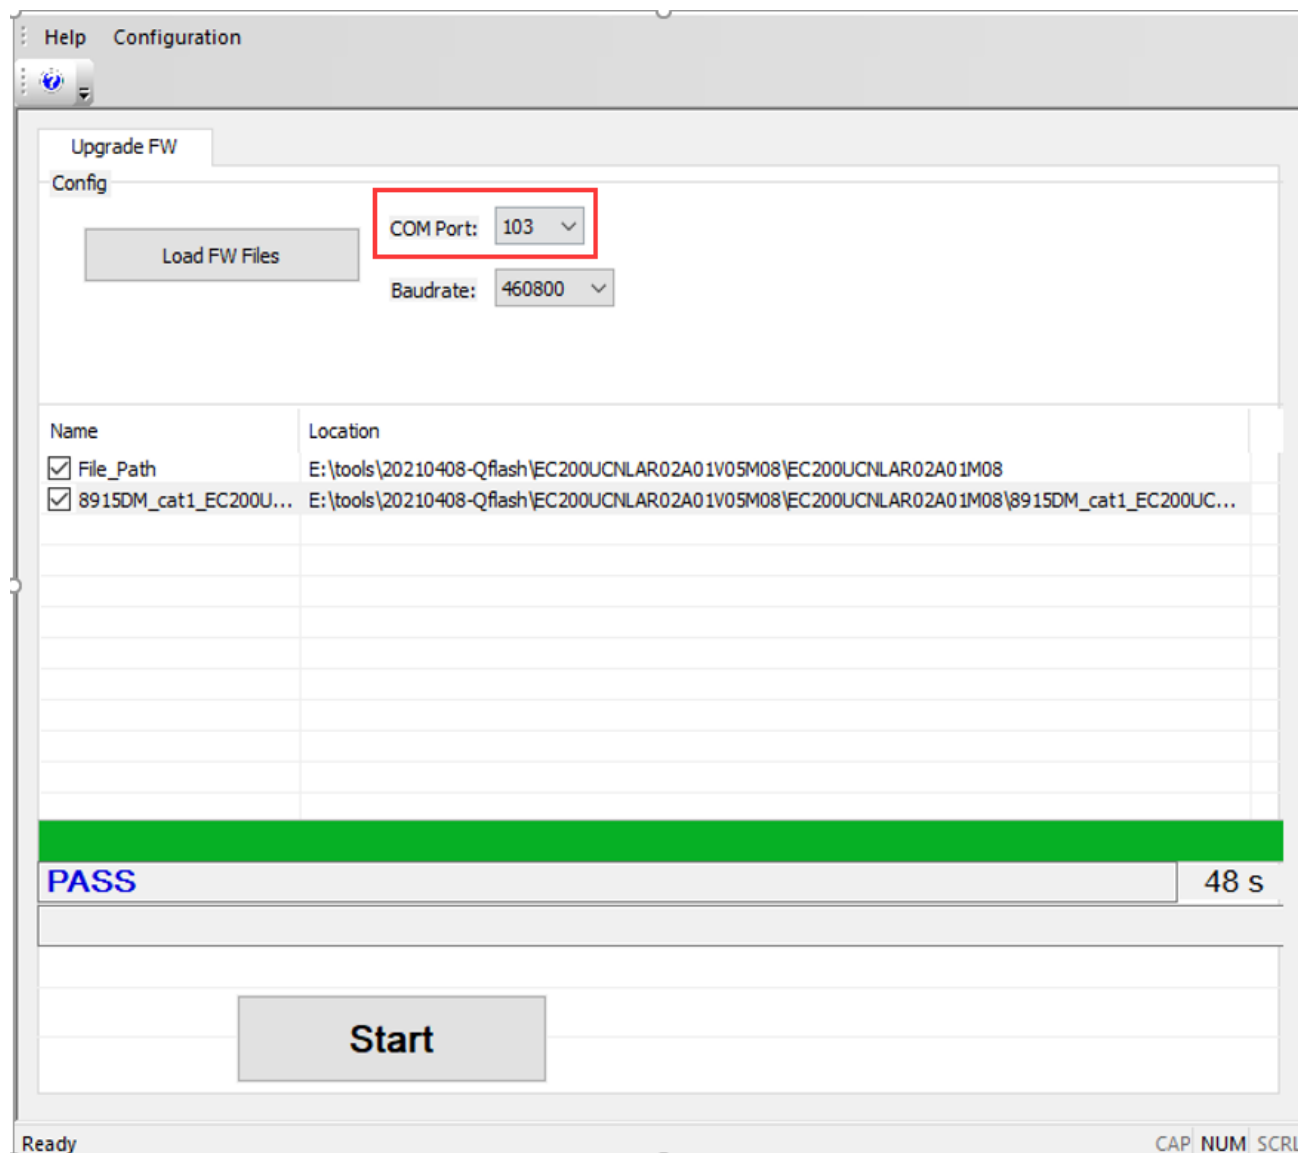 Help Configuration
Upgrade FW
Config
Load FW Files
COM Port: 103
Baudrate: 460800
Name Location
File_Path E:\tools\20210408-Qflash\EC200UCNLAR02A01V05M08\EC200UCNLAR02A01M08
8915DM_cat1_EC200U... E:\tools\20210408-Qflash\EC200UCNLAR02A01V05M08\EC200UCNLAR02A01M08\8915DM_cat1_EC200UC...
PASS 48 s
Start
Ready CAP NUM SCRL